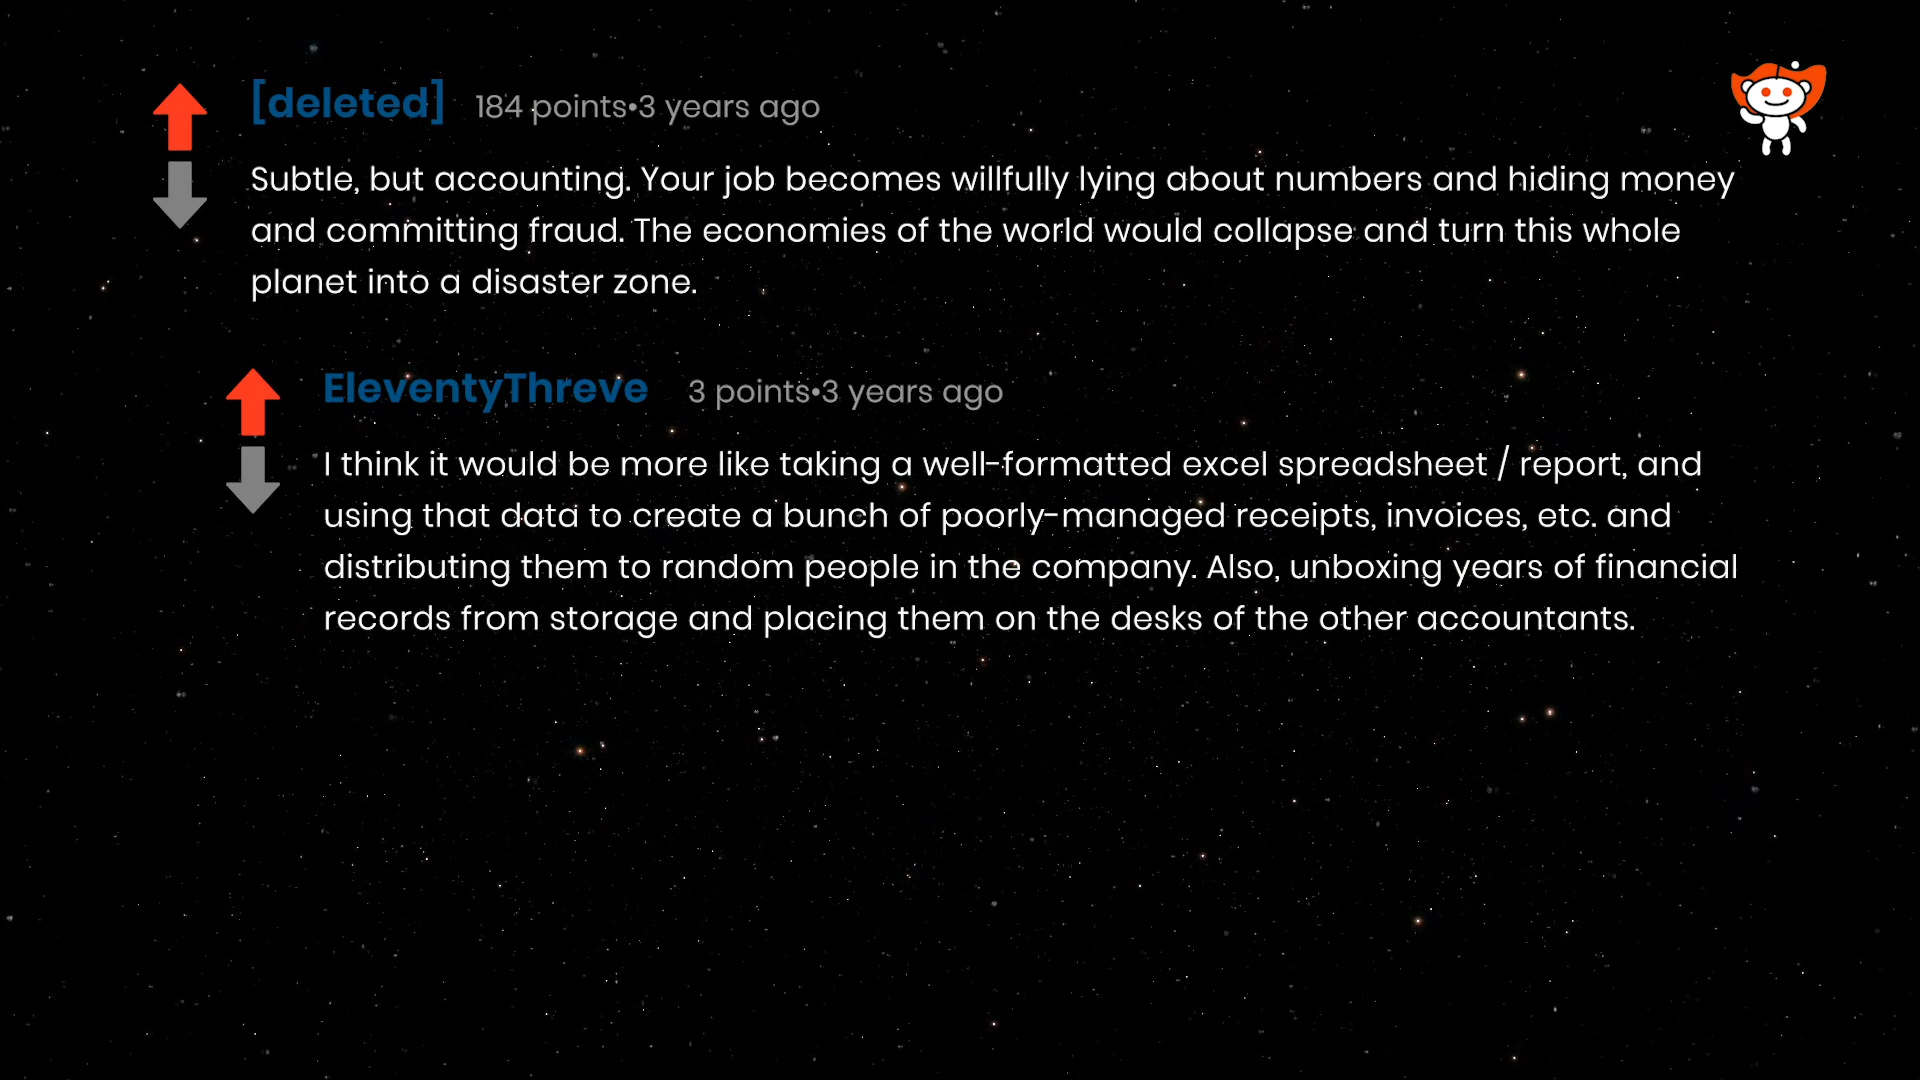 [deleted] 184 points•3 years ago
Subtle, but accounting. Your job becomes willfully lying about numbers and hiding money
and committing fraud. The economies of the world would collapse and turn this whole
planet into a disaster zone.
EleventyThreve 3 points•3 years ago
I think it would be more like taking a well-formatted excel spreadsheet / report, and
using that data to create a bunch of poorly-managed receipts, invoices, etc. and
distributing them to random people in the company. Also, unboxing years of financial
records from storage and placing them on the desks of the other accountants.